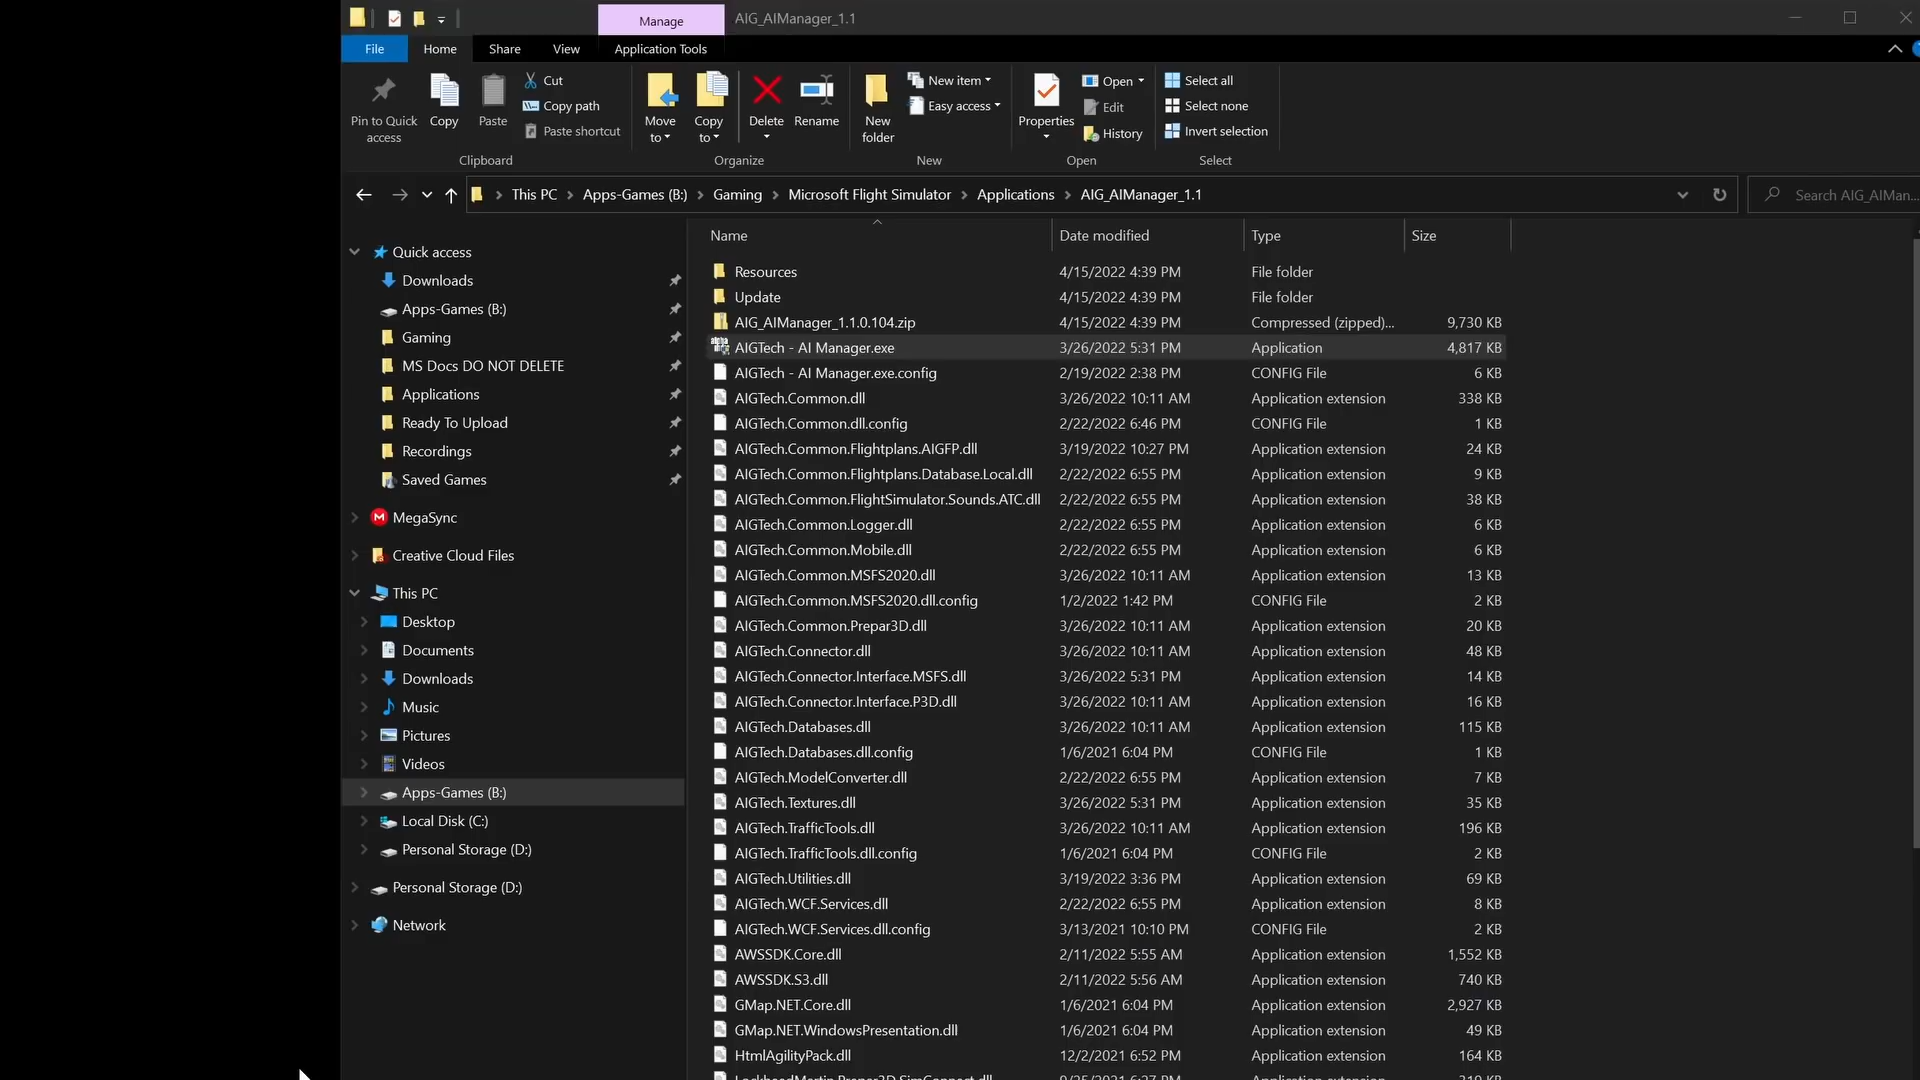 Manage
AIG_AIManager_1.1
File
Home
Share
View
Application Tools
Pin to Quick access
Copy
Paste
Cut
Copy path
Paste shortcut
Clipboard
Move to
Copy to
Delete
Rename
Organize
New folder
New item
Easy access
New
Properties
Open
Edit
History
Open
Select all
Select none
Invert selection
Select
This PC > Apps-Games (B:) > Gaming > Microsoft Flight Simulator > Applications > AIG_AIManager_1.1
Search AIG_AIMan...
Quick access
Downloads
Apps-Games (B:)
Gaming
MS Docs DO NOT DELETE
Applications
Ready To Upload
Recordings
Saved Games
MegaSync
Creative Cloud Files
This PC
Desktop
Documents
Downloads
Music
Pictures
Videos
Apps-Games (B:)
Local Disk (C:)
Personal Storage (D:)
Personal Storage (D:)
Network
Name Date modified Type Size
Resources 4/15/2022 4:39 PM File folder
Update 4/15/2022 4:39 PM File folder
AIG_AIManager_1.1.0.104.zip 4/15/2022 4:39 PM Compressed (zipped)... 9,730 KB
AIGTech - AI Manager.exe 3/26/2022 5:31 PM Application 4,817 KB
AIGTech - AI Manager.exe.config 2/19/2022 2:38 PM CONFIG File 6 KB
AIGTech.Common.dll 3/26/2022 10:11 AM Application extension 338 KB
AIGTech.Common.dll.config 2/22/2022 6:46 PM CONFIG File 1 KB
AIGTech.Common.Flightplans.AIGFP.dll 3/19/2022 10:27 PM Application extension 24 KB
AIGTech.Common.Flightplans.Database.Local.dll 2/22/2022 6:55 PM Application extension 9 KB
AIGTech.Common.FlightSimulator.Sounds.ATC.dll 2/22/2022 6:55 PM Application extension 38 KB
AIGTech.Common.Logger.dll 2/22/2022 6:55 PM Application extension 6 KB
AIGTech.Common.Mobile.dll 2/22/2022 6:55 PM Application extension 6 KB
AIGTech.Common.MSFS2020.dll 3/26/2022 10:11 AM Application extension 13 KB
AIGTech.Common.MSFS2020.dll.config 1/2/2022 1:42 PM CONFIG File 2 KB
AIGTech.Common.Prepar3D.dll 3/26/2022 10:11 AM Application extension 20 KB
AIGTech.Connector.dll 3/26/2022 10:11 AM Application extension 48 KB
AIGTech.Connector.Interface.MSFS.dll 3/26/2022 5:31 PM Application extension 14 KB
AIGTech.Connector.Interface.P3D.dll 3/26/2022 10:11 AM Application extension 16 KB
AIGTech.Databases.dll 3/26/2022 10:11 AM Application extension 115 KB
AIGTech.Databases.dll.config 1/6/2021 6:04 PM CONFIG File 1 KB
AIGTech.ModelConverter.dll 2/22/2022 6:55 PM Application extension 7 KB
AIGTech.Textures.dll 3/26/2022 5:31 PM Application extension 35 KB
AIGTech.TrafficTools.dll 3/26/2022 10:11 AM Application extension 196 KB
AIGTech.TrafficTools.dll.config 1/6/2021 6:04 PM CONFIG File 2 KB
AIGTech.Utilities.dll 3/19/2022 3:36 PM Application extension 69 KB
AIGTech.WCF.Services.dll 2/22/2022 6:55 PM Application extension 8 KB
AIGTech.WCF.Services.dll.config 3/13/2021 10:10 PM CONFIG File 2 KB
AWSSDK.Core.dll 2/11/2022 5:55 AM Application extension 1,552 KB
AWSSDK.S3.dll 2/11/2022 5:56 AM Application extension 740 KB
GMap.NET.Core.dll 1/6/2021 6:04 PM Application extension 2,927 KB
GMap.NET.WindowsPresentation.dll 1/6/2021 6:04 PM Application extension 49 KB
HtmlAgilityPack.dll 12/2/2021 6:52 PM Application extension 164 KB